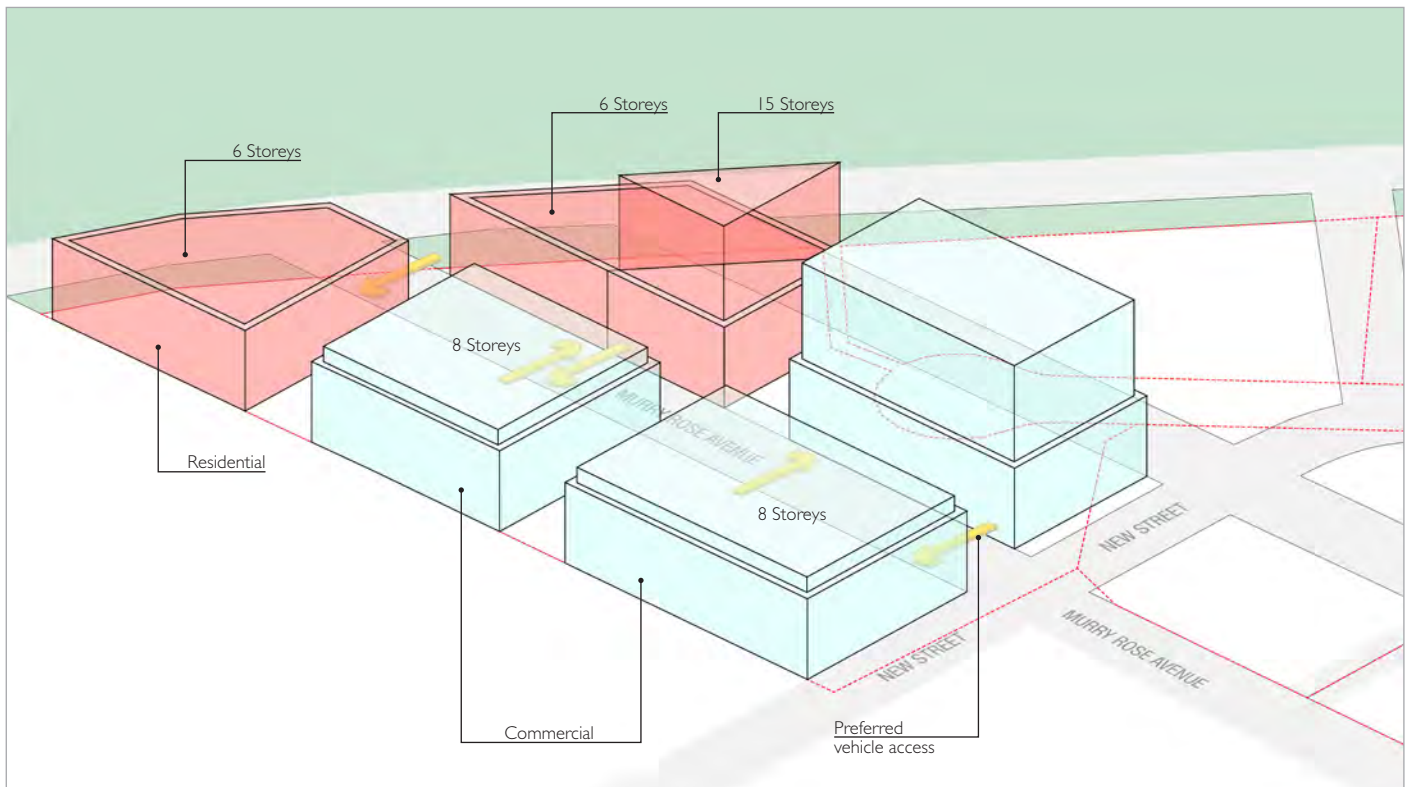 6 Storeys
15 Storeys
6 Storeys
8 Storeys
MURRY ROSE AVENUE
Residential
8 Storeys
NEW STREET
NEW STREET
MURRY ROSE AVENUE
Commercial
Preferred
vehicle access